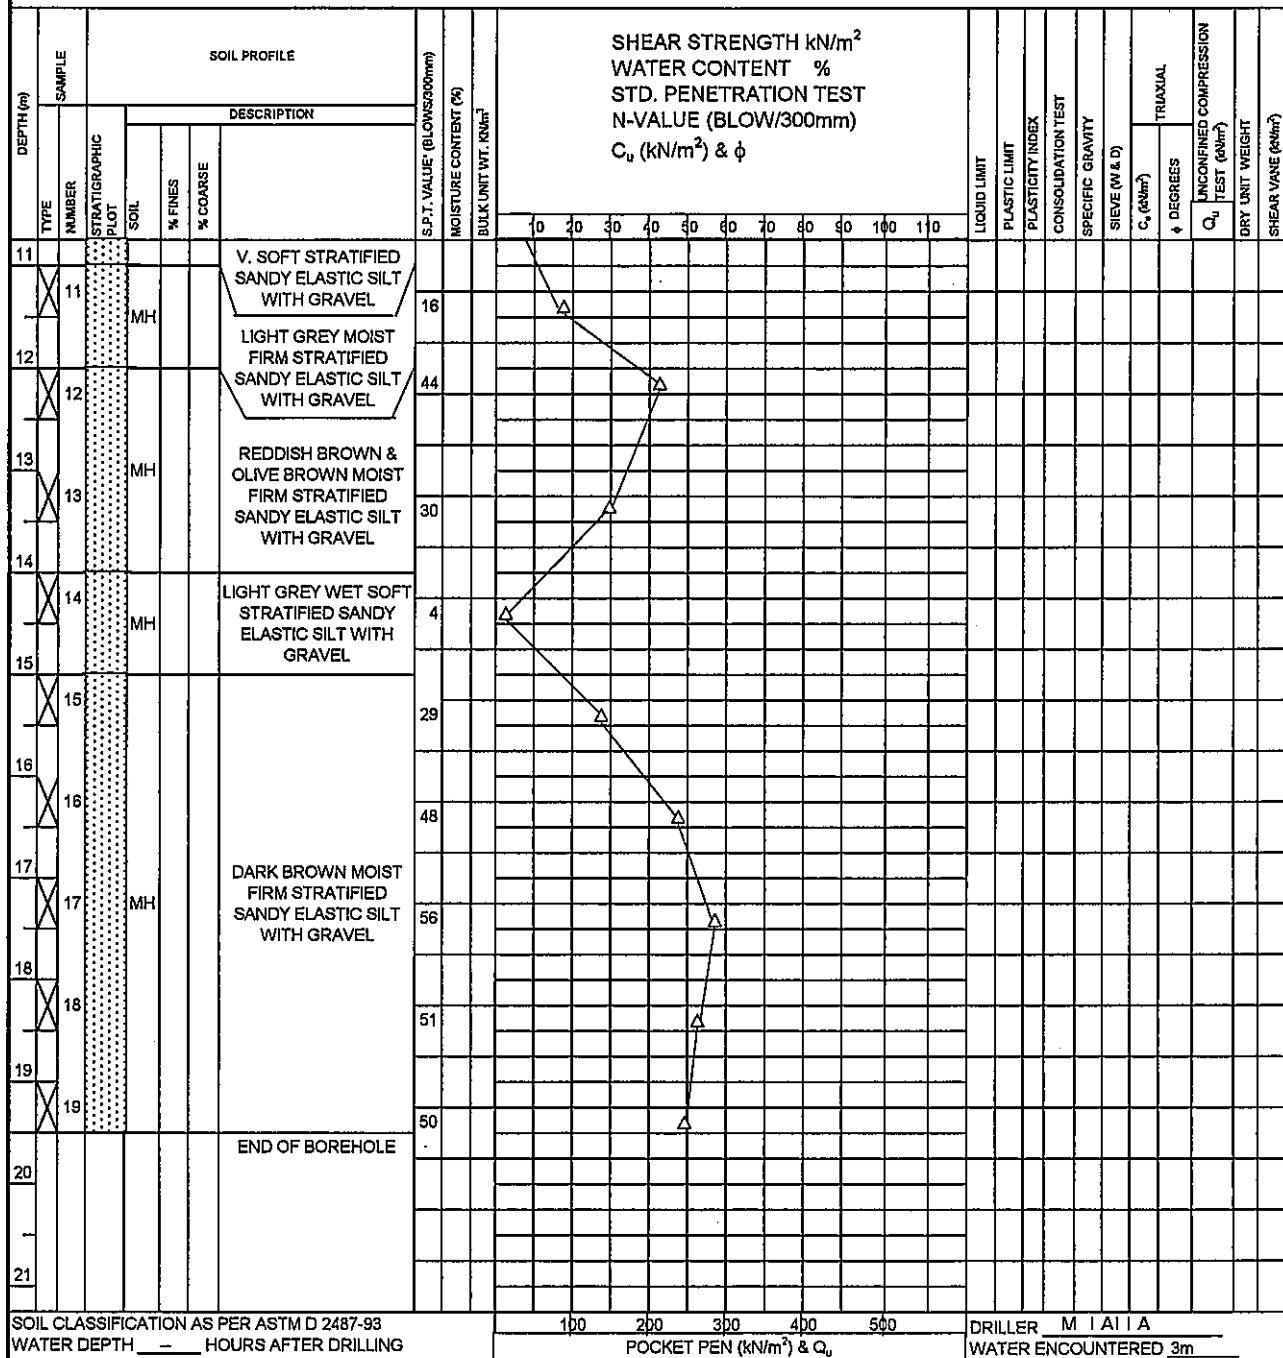 DEPTH (m)
SAMPLE
TYPE
NUMBER
SOIL PROFILE
STRATIGRAPHIC
PLOT
DESCRIPTION
SOIL
% FINES
% COARSE
S.P.T. VALUE' (BLOWS/300mm)
MOISTURE CONTENT (%)
BULK UNIT WT. KN/m³
SHEAR STRENGTH kN/m²
WATER CONTENT %
STD. PENETRATION TEST
N-VALUE (BLOW/300mm)
Cu (kN/m²) & ϕ
10 20 30 40 50 60 70 80 90 100 110
LIQUID LIMIT
PLASTIC LIMIT
PLASTICITY INDEX
CONSOLIDATION TEST
SPECIFIC GRAVITY
SIEVE (W & D)
TRIAXIAL
ϕ DEGREES
Qu
UNCONFINED COMPRESSION
TEST (kN/m²)
DRY UNIT WEIGHT
SHEAR VANE (kN/m²)
11
V. SOFT STRATIFIED
SANDY ELASTIC SILT
WITH GRAVEL
11
16
MH
LIGHT GREY MOIST
FIRM STRATIFIED
SANDY ELASTIC SILT
WITH GRAVEL
12
12
44
REDDISH BROWN &
OLIVE BROWN MOIST
FIRM STRATIFIED
SANDY ELASTIC SILT
WITH GRAVEL
13
MH
13
30
14
LIGHT GREY WET SOFT
STRATIFIED SANDY
ELASTIC SILT WITH
GRAVEL
14
4
MH
15
15
29
16
16
48
17
DARK BROWN MOIST
FIRM STRATIFIED
SANDY ELASTIC SILT
WITH GRAVEL
17
MH
56
18
18
51
19
19
50
END OF BOREHOLE
20
21
SOIL CLASSIFICATION AS PER ASTM D 2487-93
WATER DEPTH – HOURS AFTER DRILLING
100 200 300 400 500
POCKET PEN (kN/m²) & Qu
DRILLER
WATER ENCOUNTERED 3m